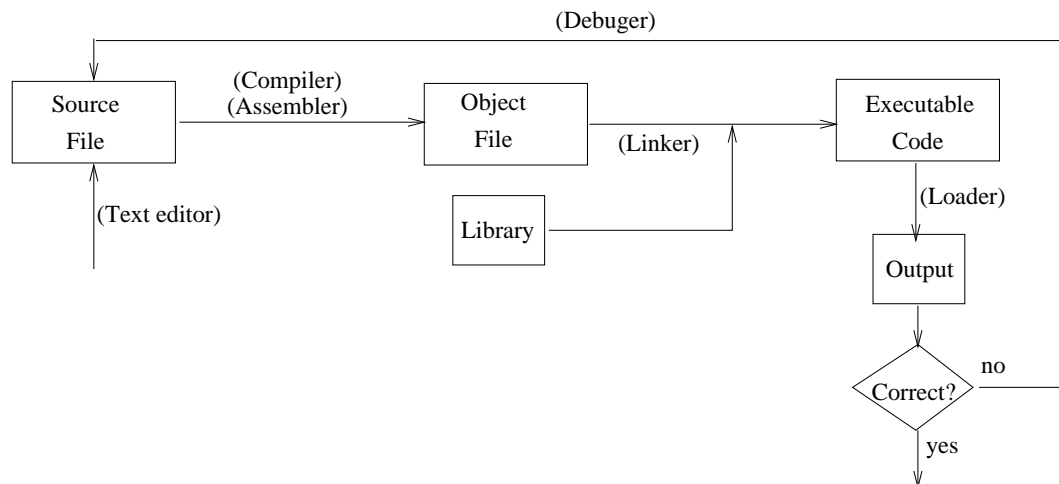 (Debuger)
(Compiler)
(Assembler)
Source
File
Object
File
(Linker)
Executable
Code
(Text editor)
Library
(Loader)
Output
Correct?
no
yes